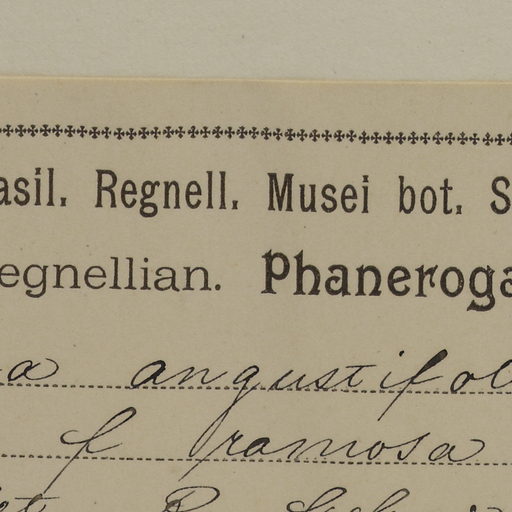 asil. Regnell. Musei bot. S
egnellian. Phaneroga
a angustifol
f ramosa